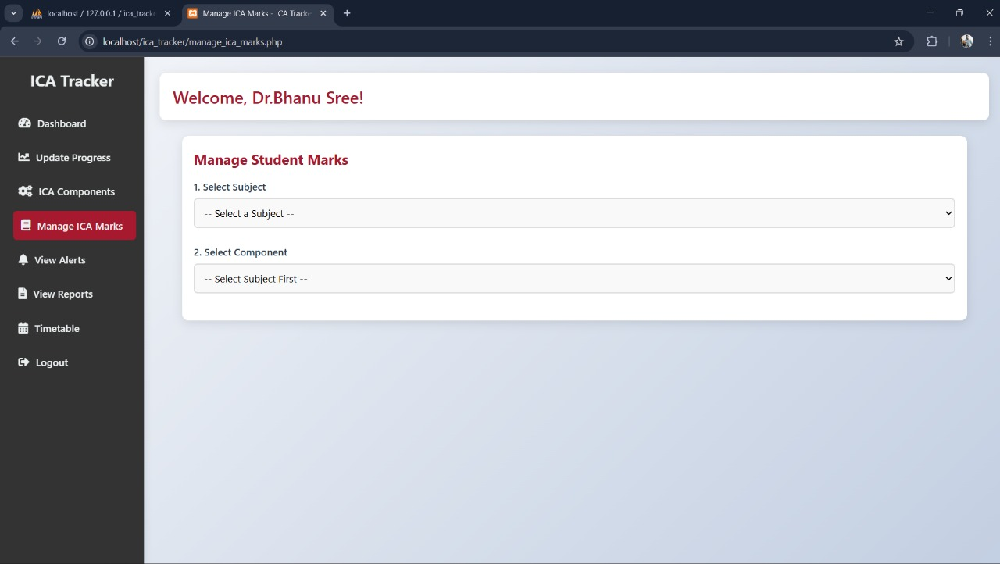 localhost / 127.0.0.1 / ica_tracke
Manage ICA Marks - ICA Tracke
localhost/ica_tracker/manage_ica_marks.php
ICA Tracker
Dashboard
Update Progress
ICA Components
Manage ICA Marks
View Alerts
View Reports
Timetable
Logout
Welcome, Dr.Bhanu Sree!
Manage Student Marks
1. Select Subject
-- Select a Subject --
2. Select Component
-- Select Subject First --